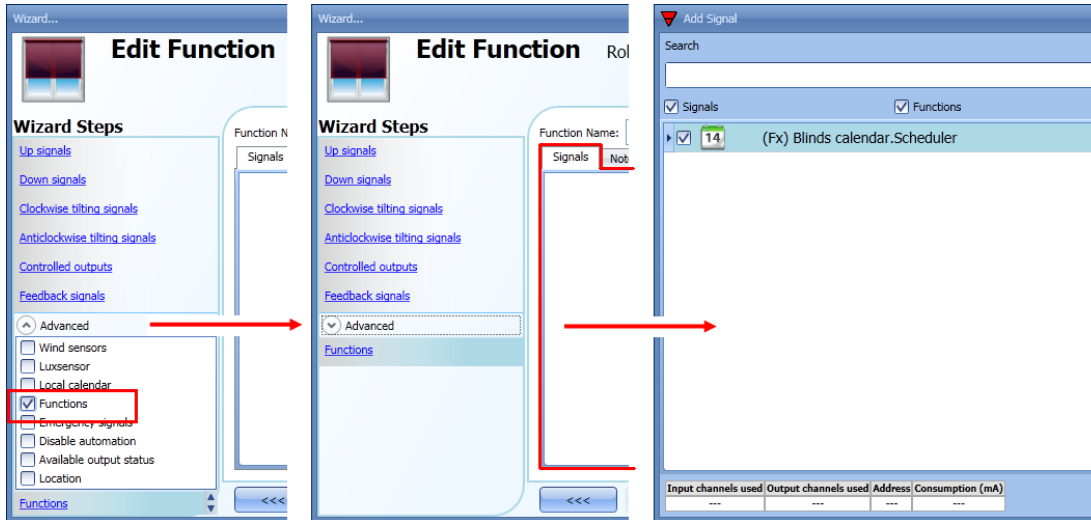 Wizard...
Edit Function
Wizard Steps
Up signals
Down signals
Clockwise tilting signals
Anticlockwise tilting signals
Controlled outputs
Feedback signals
Advanced
Wind sensors
Luxsensor
Local calendar
Functions
Emergency signals
Disable automation
Available output status
Location
Functions
Function N
Signals
<<<
Wizard...
Edit Function Rol
Wizard Steps
Up signals
Down signals
Clockwise tilting signals
Anticlockwise tilting signals
Controlled outputs
Feedback signals
Advanced
Functions
Function Name:
Signals Not
<<<
Add Signal
Search
Signals Functions
14 (Fx) Blinds calendar.Scheduler
Input channels used Output channels used Address Consumption (mA)
--- --- --- ---